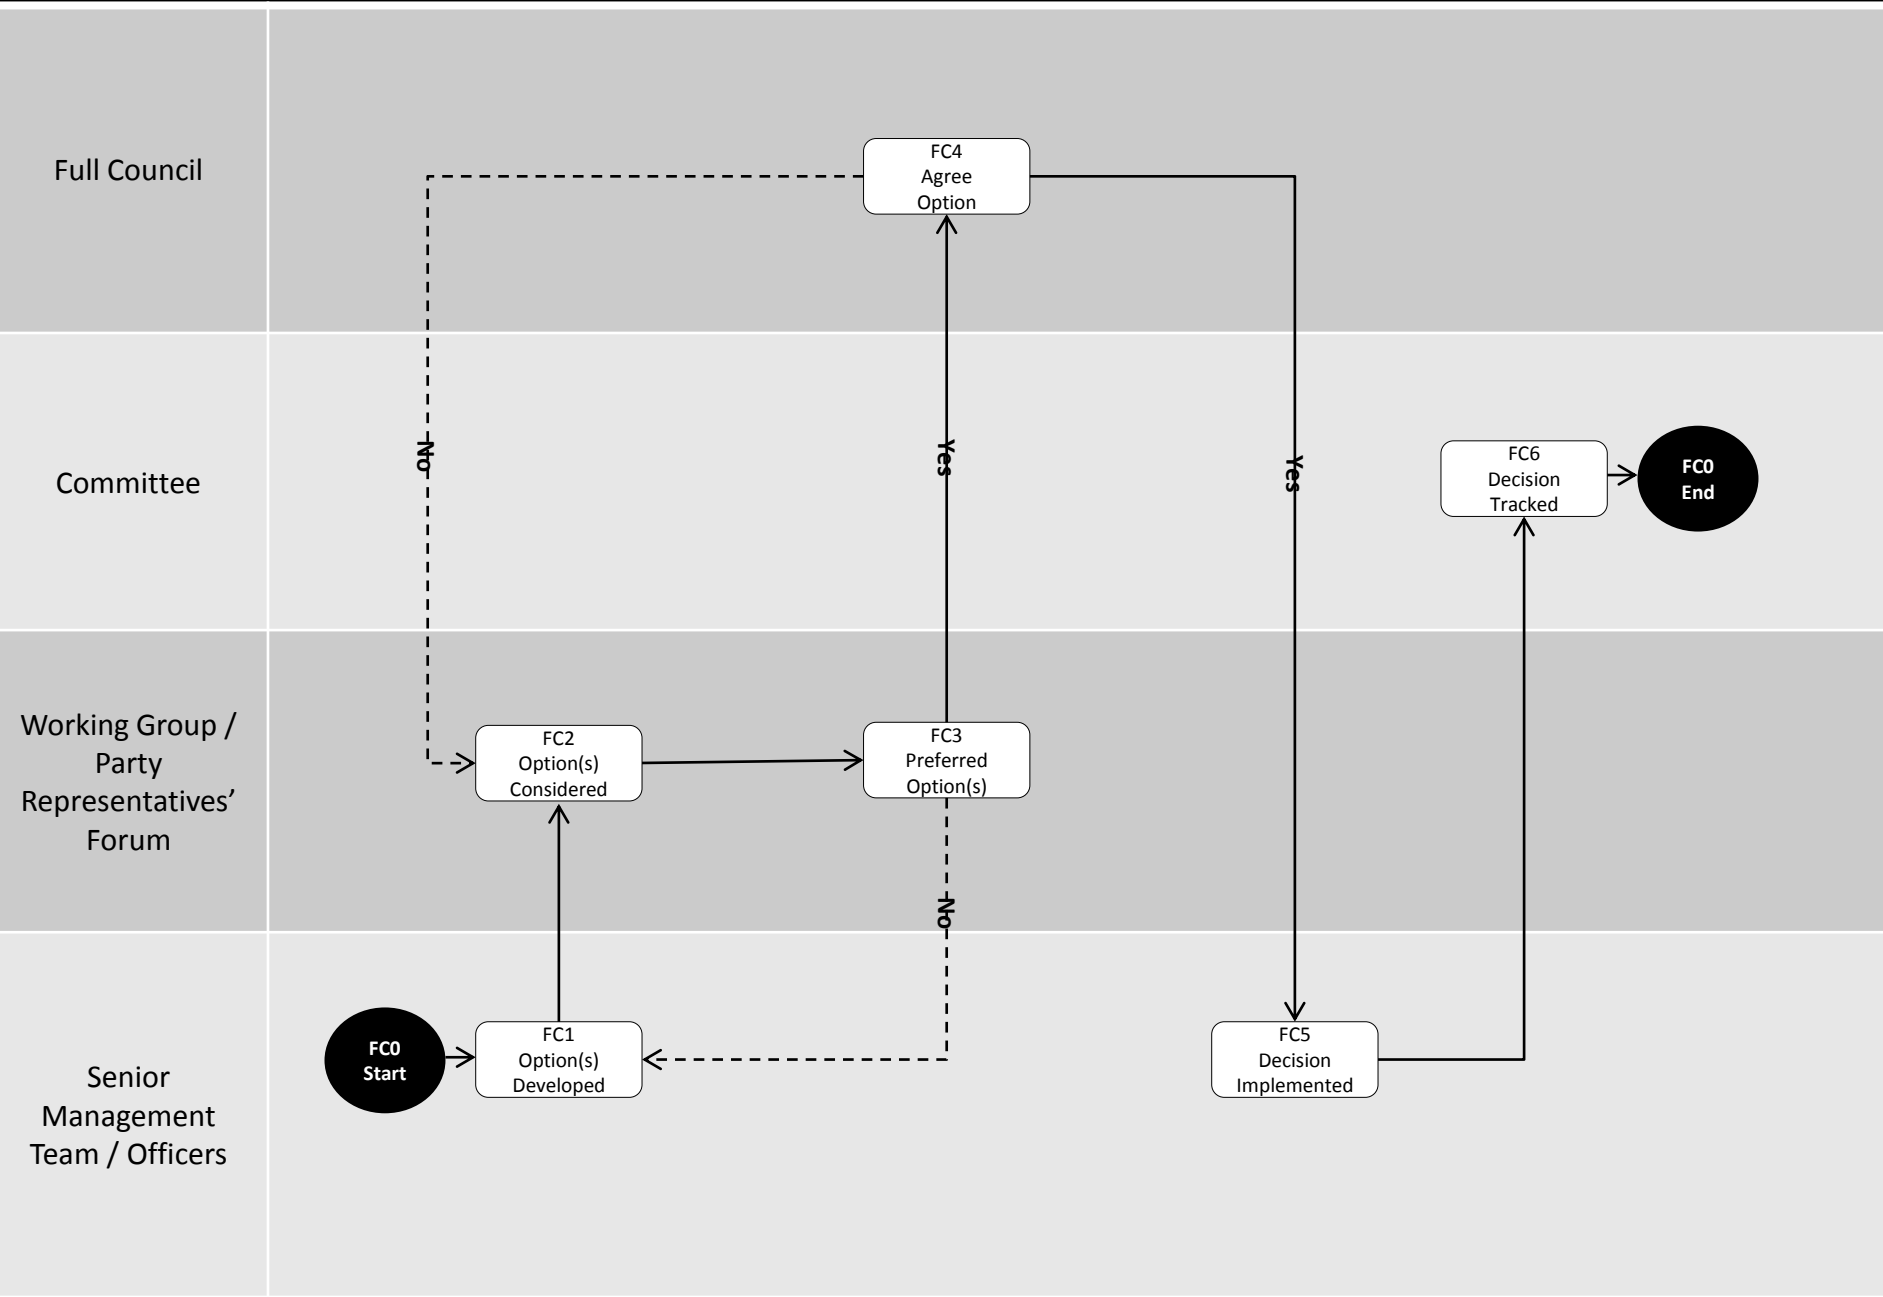 Full Council
FC4
Agree
Option
Committee
No
Yes
Yes
FC6
Decision
Tracked
FC0
End
Working Group /
Party
Representatives’
Forum
FC2
Option(s)
Considered
FC3
Preferred
Option(s)
No
Senior
Management
Team / Officers
FC0
Start
FC1
Option(s)
Developed
FC5
Decision
Implemented